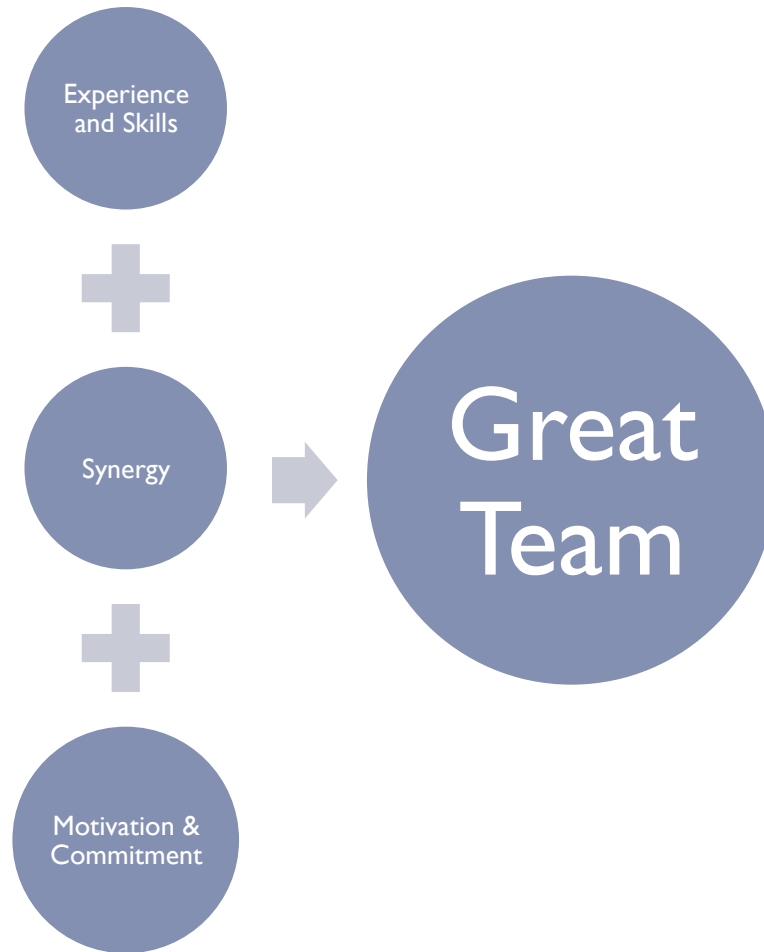 Experience
and Skills
Synergy
Great
Team
Motivation &
Commitment